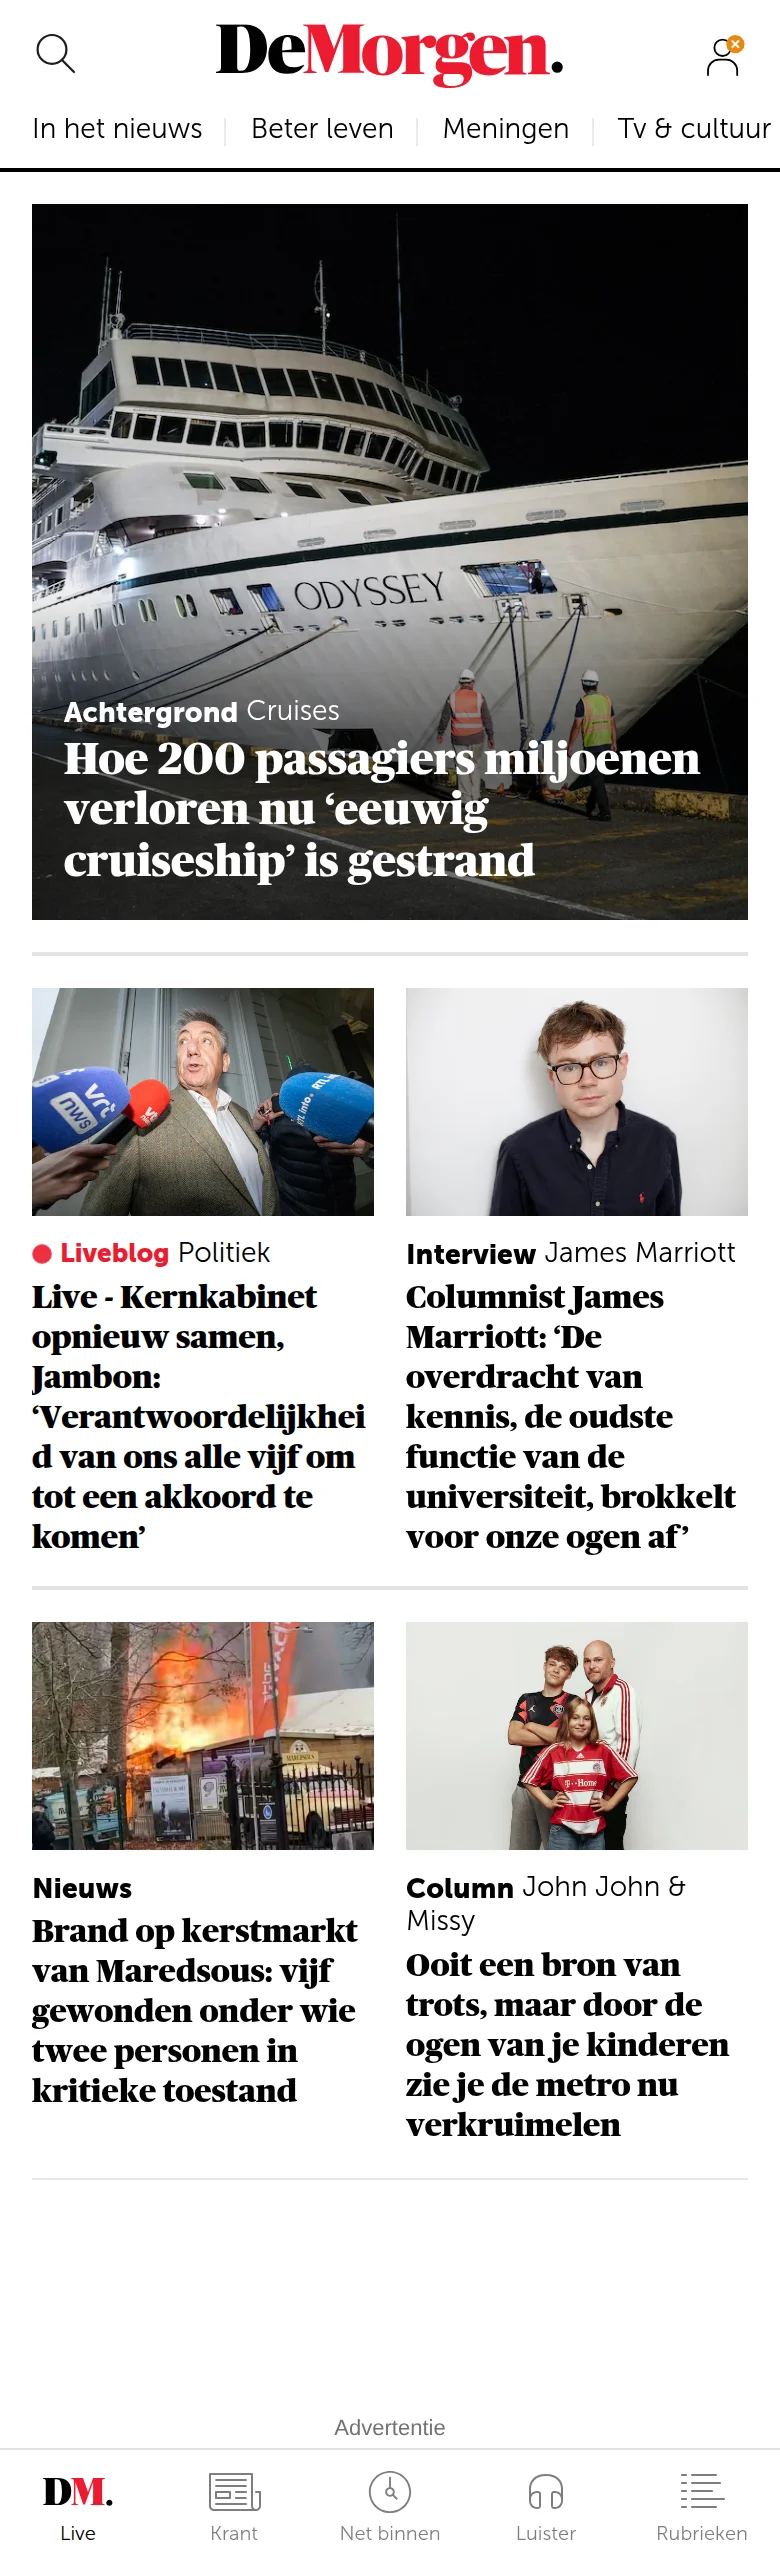 DeMorgen.
In het nieuws
Beter leven
Meningen
Tv & cultuur
ODYSSEY
Achtergrond Cruises
Hoe 200 passagiers miljoenen
verloren nu ‘eeuwig
cruiseship’ is gestrand
vrt
nws
RTL info.
Liveblog Politiek
Live - Kernkabinet
opnieuw samen,
Jambon:
‘Verantwoordelijkhei
d van ons alle vijf om
tot een akkoord te
komen’
Interview James Marriott
Columnist James
Marriott: ‘De
overdracht van
kennis, de oudste
functie van de
universiteit, brokkelt
voor onze ogen af’
MAREDSOUS
T··Home
Nieuws
Brand op kerstmarkt
van Maredsous: vijf
gewonden onder wie
twee personen in
kritieke toestand
Column John John &
Missy
Ooit een bron van
trots, maar door de
ogen van je kinderen
zie je de metro nu
verkruimelen
Advertentie
DM.
Live
Krant
Net binnen
Luister
Rubrieken